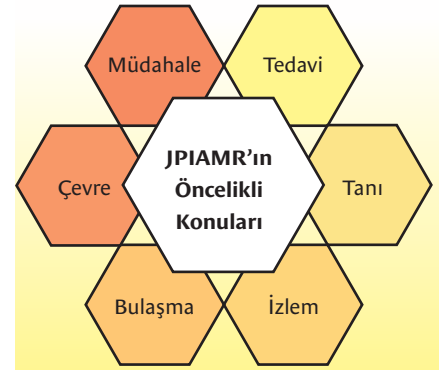 Müdahale
Tedavi
Çevre
JPIAMR’ın
Öncelikli
Konuları
Tanı
Bulaşma
İzlem